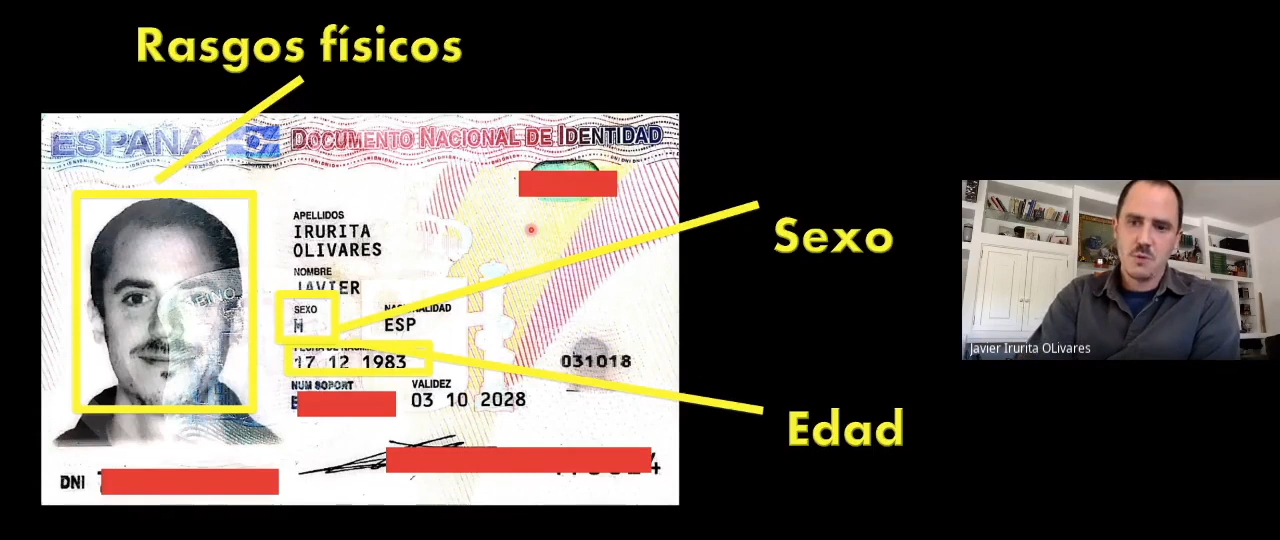 Rasgos físicos
ESPAÑA
DOCUMENTO NACIONAL DE IDENTIDAD
APELLIDOS
IRURITA
OLIVARES
NOMBRE
JAVIER
SEXO
NACIONALIDAD
M
ESP
17 12 1983
031018
NUM SOPORT
VALIDEZ
03 10 2028
DNI
Sexo
Edad
Javier Irurita OLivares